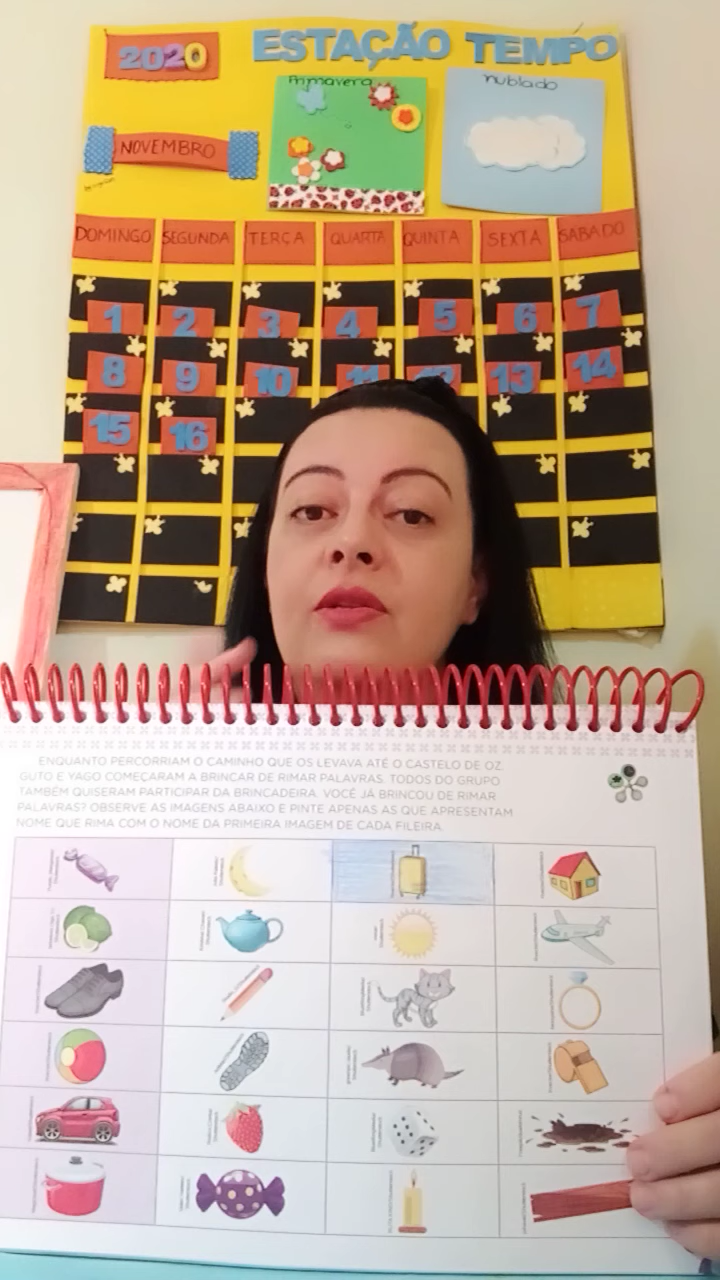 2020
ESTAÇÃO TEMPO
Primavera
nublado
NOVEMBRO
DOMINGO SEGUNDA TERÇA QUARTA QUINTA SEXTA SABADO
1 2 3 4 5 6 7
8 9 10 11 12 13 14
15 16
ENQUANTO PERCORRIAM O CAMINHO QUE OS LEVAVA ATÉ O CASTELO DE OZ,
GUTO E YAGO COMEÇARAM A BRINCAR DE RIMAR PALAVRAS. TODOS DO GRUPO
TAMBÉM QUISERAM PARTICIPAR DA BRINCADEIRA. VOCÊ JÁ BRINCOU DE RIMAR
PALAVRAS? OBSERVE AS IMAGENS ABAIXO E PINTE APENAS AS QUE APRESENTAM
NOME QUE RIMA COM O NOME DA PRIMEIRA IMAGEM DE CADA FILEIRA.